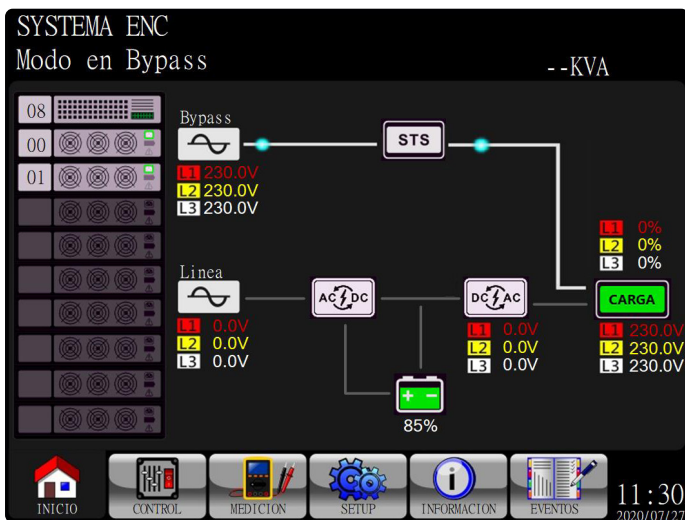 SYSTEMA ENC
Modo en Bypass
--KVA
08
00
01
Bypass
STS
L1 230.0V
L2 230.0V
L3 230.0V
L1 0%
L2 0%
L3 0%
Linea
AC DC
DC AC
CARGA
L1 0.0V
L2 0.0V
L3 0.0V
L1 0.0V
L2 0.0V
L3 0.0V
L1 230.0V
L2 230.0V
L3 230.0V
+ -
85%
INICIO
CONTROL
MEDICION
SETUP
INFORMACION
EVENTOS
11:30
2020/07/27